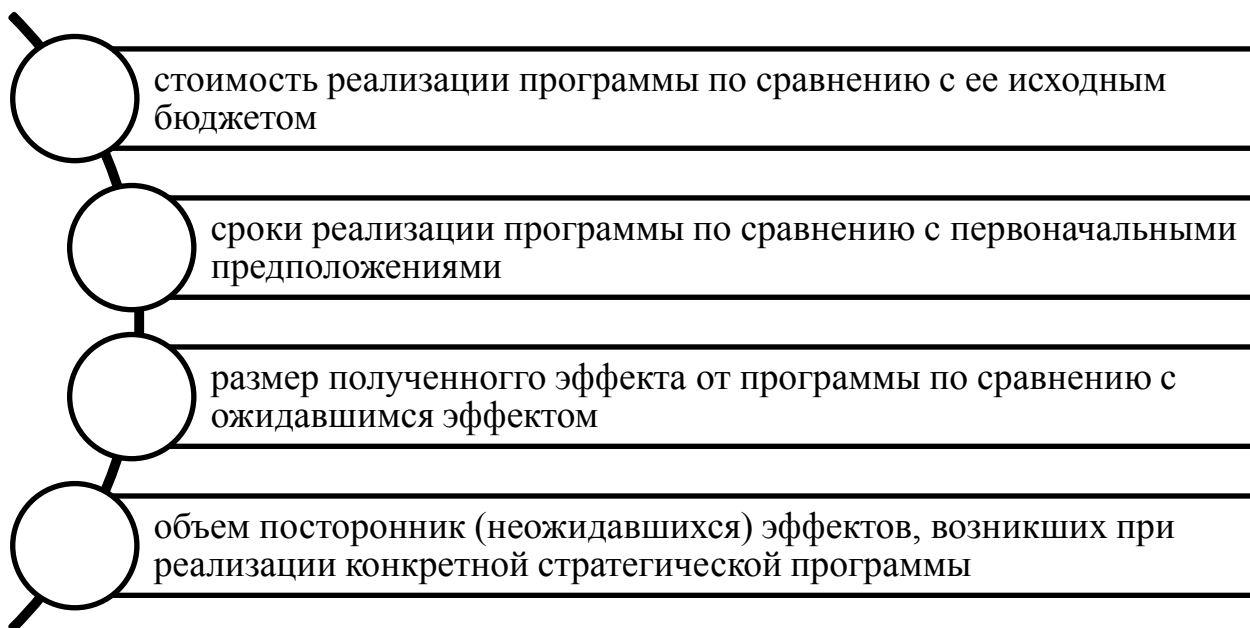 стоимость реализации программы по сравнению с ее исходным
бюджетом
сроки реализации программы по сравнению с первоначальными
предположениями
размер полученногго эффекта от программы по сравнению с
ожидавшимся эффектом
объем посторонник (неожидавшихся) эффектов, возникших при
реализации конкретной стратегической программы